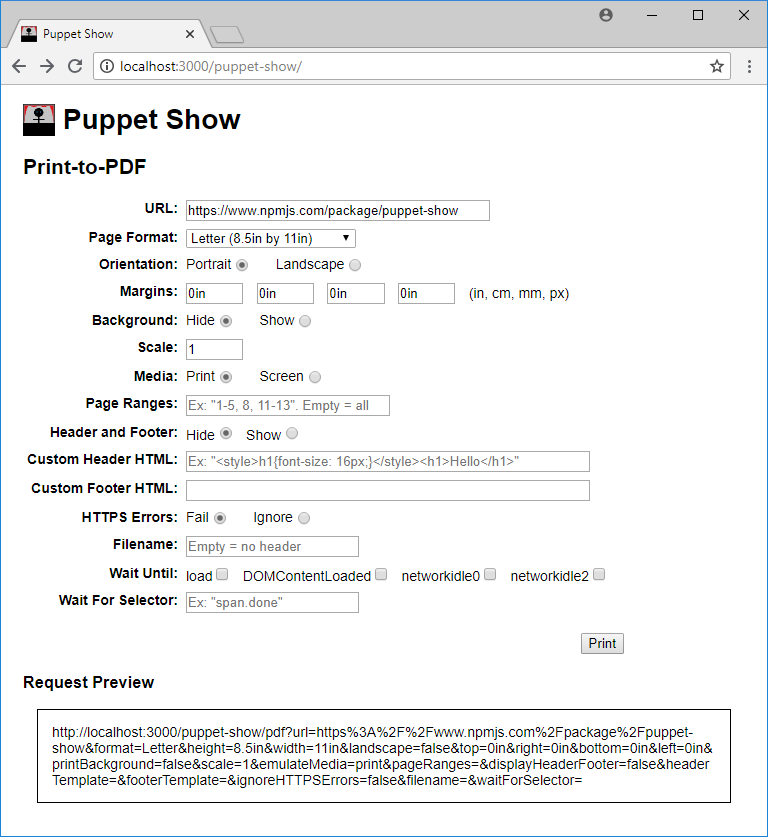 Puppet Show
localhost:3000/puppet-show/
Puppet Show
Print-to-PDF
URL: https://www.npmjs.com/package/puppet-show
Page Format: Letter (8.5in by 11in)
Orientation: Portrait Landscape
Margins: 0in 0in 0in 0in (in, cm, mm, px)
Background: Hide Show
Scale: 1
Media: Print Screen
Page Ranges: Ex: "1-5, 8, 11-13". Empty = all
Header and Footer: Hide Show
Custom Header HTML: Ex: "<style>h1{font-size: 16px;}</style><h1>Hello</h1>"
Custom Footer HTML:
HTTPS Errors: Fail Ignore
Filename: Empty = no header
Wait Until: load DOMContentLoaded networkidle0 networkidle2
Wait For Selector: Ex: "span.done"
Print
Request Preview
http://localhost:3000/puppet-show/pdf?url=https%3A%2F%2Fwww.npmjs.com%2Fpackage%2Fpuppet-
show&format=Letter&height=8.5in&width=11in&landscape=false&top=0in&right=0in&bottom=0in&left=0in&
printBackground=false&scale=1&emulateMedia=print&pageRanges=&displayHeaderFooter=false&header
Template=&footerTemplate=&ignoreHTTPSErrors=false&filename=&waitForSelector=